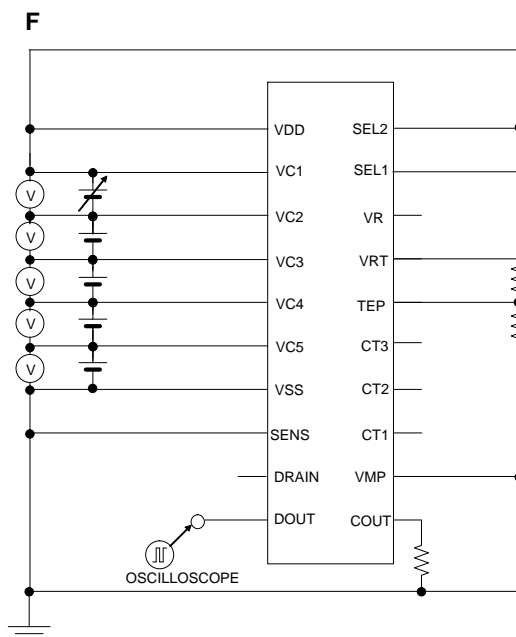 F
VDD SEL2
VC1 SEL1
V
VC2 VR
V
VC3 VRT
V
VC4 TEP
V
VC5 CT3
V
VSS CT2
SENS CT1
DRAIN VMP
DOUT COUT
OSCILLOSCOPE